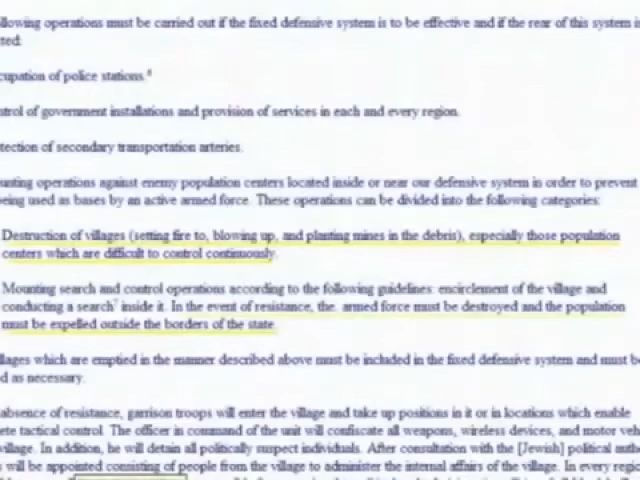 llowing operations must be carried out if the fixed defensive system is to be effective and if the rear of this system is
ted:
cupation of police stations.⁶
ntrol of government installations and provision of services in each and every region.
tection of secondary transportation arteries.
unting operations against enemy population centers located inside or near our defensive system in order to prevent
being used as bases by an active armed force. These operations can be divided into the following categories:
Destruction of villages (setting fire to, blowing up, and planting mines in the debris), especially those population
centers which are difficult to control continuously.
Mounting search and control operations according to the following guidelines: encirclement of the village and
conducting a search⁷ inside it. In the event of resistance, the. armed force must be destroyed and the population
must be expelled outside the borders of the state.
llages which are emptied in the manner described above must be included in the fixed defensive system and must be
d as necessary.
absence of resistance, garrison troops will enter the village and take up positions in it or in locations which enable
ete tactical control. The officer in command of the unit will confiscate all weapons, wireless devices, and motor veh
village. In addition, he will detain all politically suspect individuals. After consultation with the [Jewish] political auth
s will be appointed consisting of people from the village to administer the internal affairs of the village. In every regio